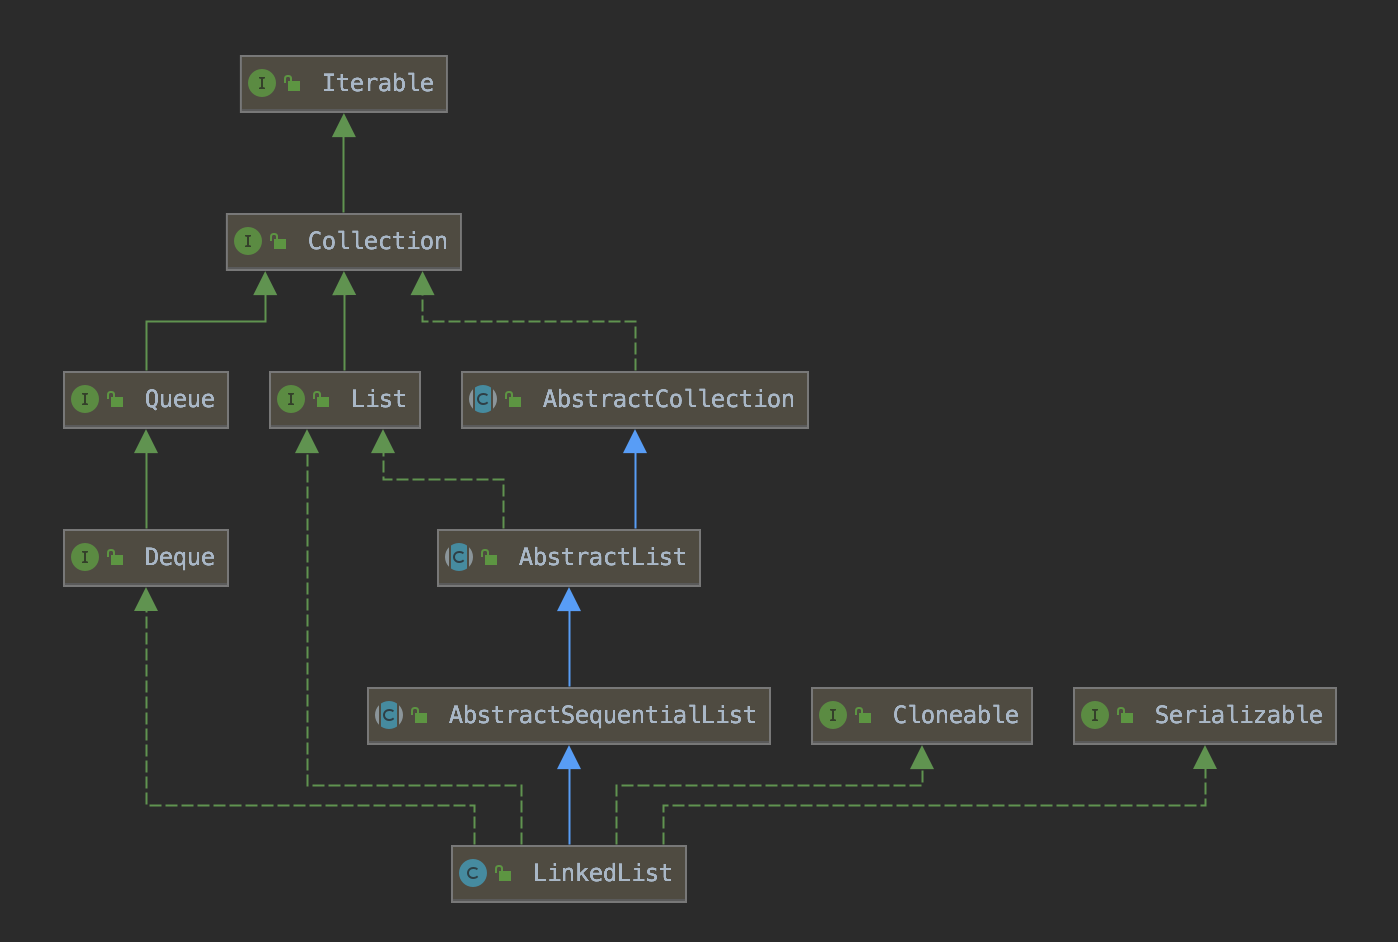 I Iterable
I Collection
I Queue
I List
C AbstractCollection
I Deque
C AbstractList
C AbstractSequentialList
I Cloneable
I Serializable
C LinkedList